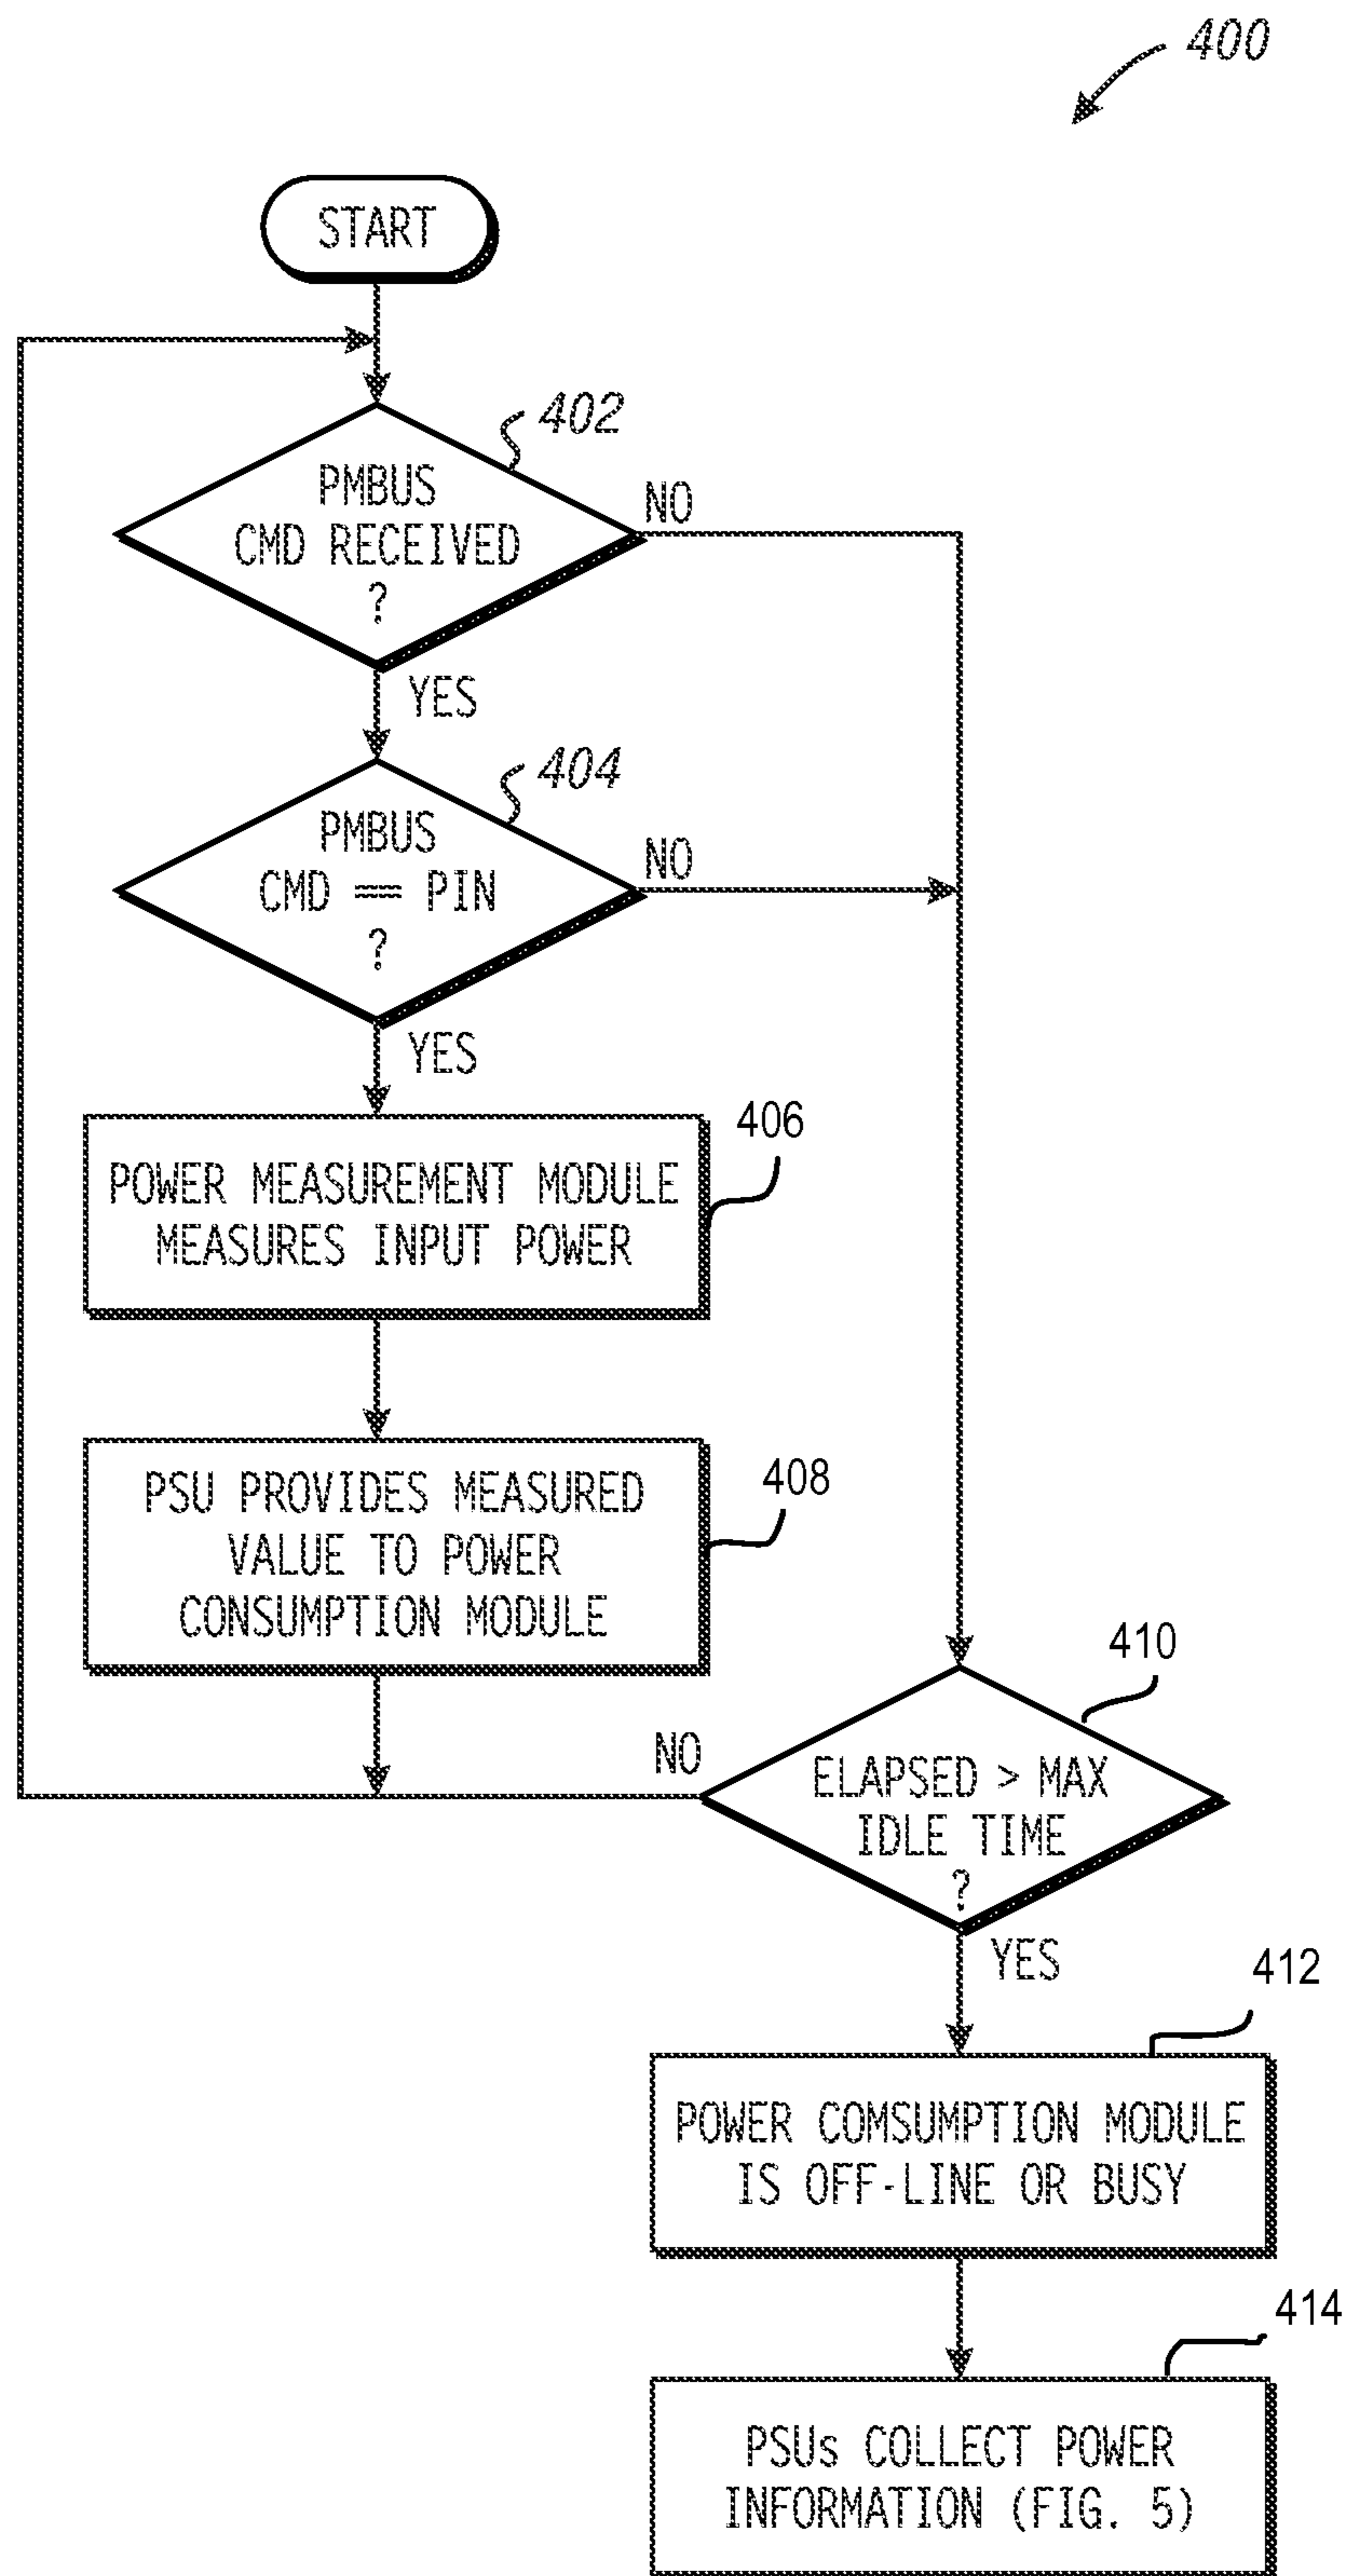 400
START
402
PMBUS
CMD RECEIVED
?
NO
YES
404
PMBUS
CMD == PIN
?
NO
YES
406
POWER MEASUREMENT MODULE
MEASURES INPUT POWER
408
PSU PROVIDES MEASURED
VALUE TO POWER
CONSUMPTION MODULE
410
NO
ELAPSED > MAX
IDLE TIME
?
YES
412
POWER COMSUMPTION MODULE
IS OFF-LINE OR BUSY
414
PSUs COLLECT POWER
INFORMATION (FIG. 5)